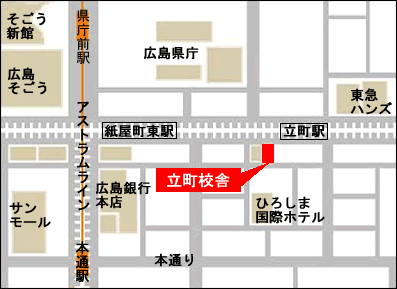 そごう
新館
県庁前駅
広島県庁
広島
そごう
東急
ハンズ
アストラムライン
紙屋町東駅
立町駅
立町校舎
広島銀行
本店
サン
モール
ひろしま
国際ホテル
本通駅
本通り